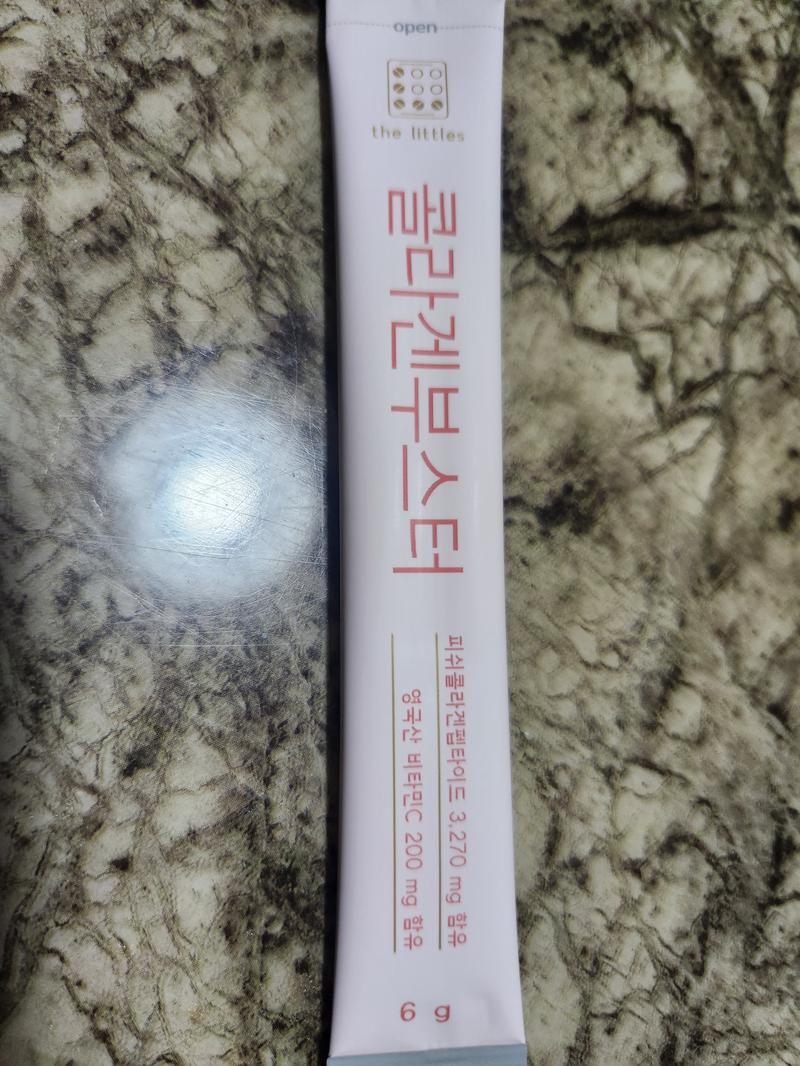 open
the littles
콜라겐부스터
피쉬콜라겐펩타이드 3,270 mg 함유
영국산 비타민C 200 mg 함유
6 g